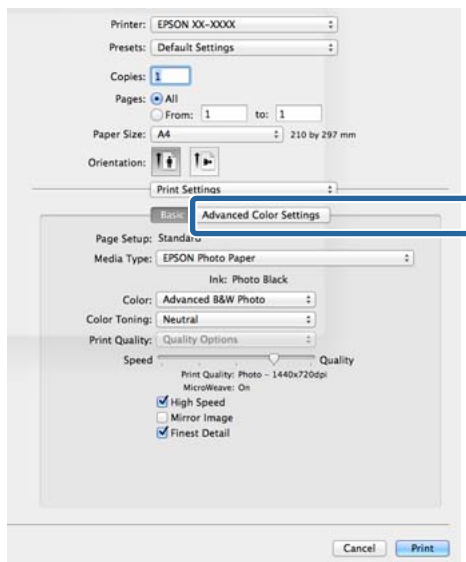 Printer: EPSON XX-XXXX
Presets: Default Settings
Copies: 1
Pages: All
From: 1 to: 1
Paper Size: A4 210 by 297 mm
Orientation:
Print Settings
Basic Advanced Color Settings
Page Setup: Standard
Media Type: EPSON Photo Paper
Ink: Photo Black
Color: Advanced B&W Photo
Color Toning: Neutral
Print Quality: Quality Options
Speed Quality
Print Quality: Photo - 1440x720dpi
MicroWeave: On
High Speed
Mirror Image
Finest Detail
Cancel Print